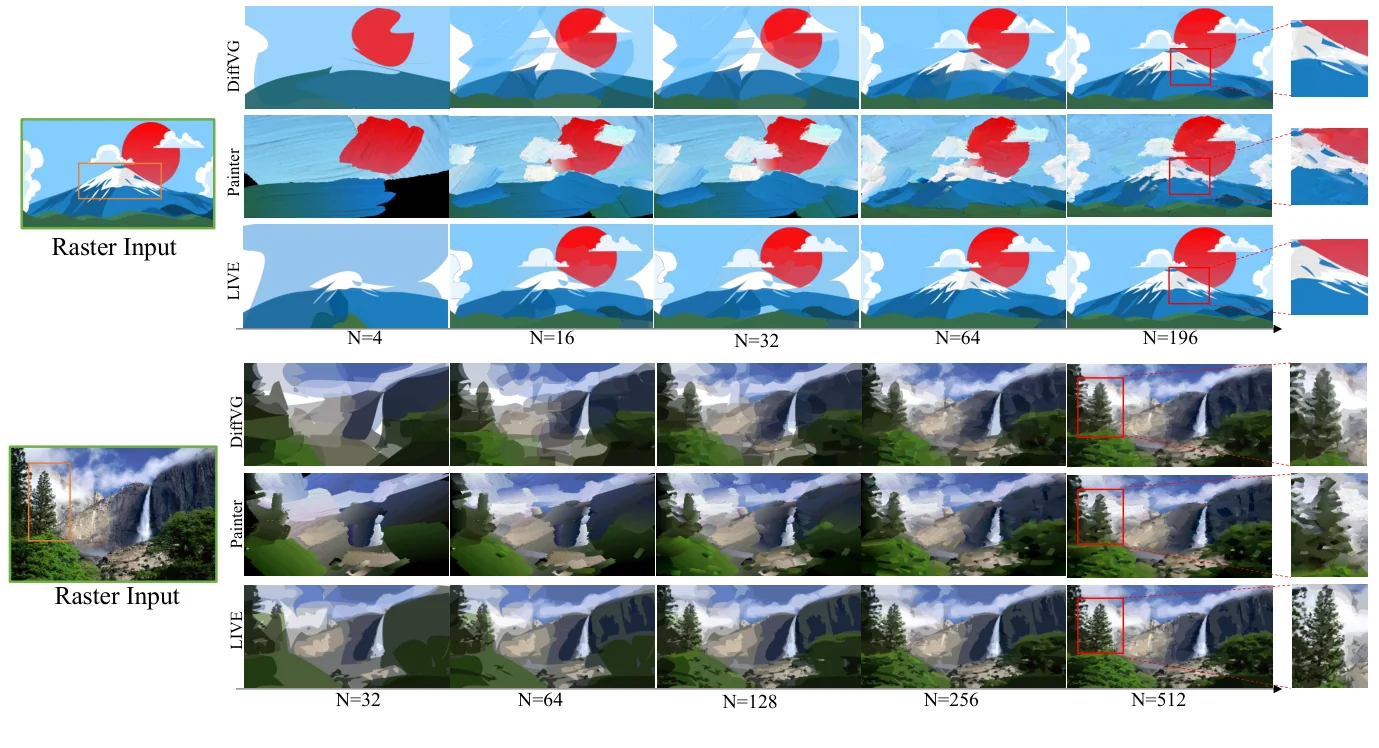 DiffVG
Painter
LIVE
Raster Input
N=4
N=16
N=32
N=64
N=196
DiffVG
Painter
LIVE
Raster Input
N=32
N=64
N=128
N=256
N=512